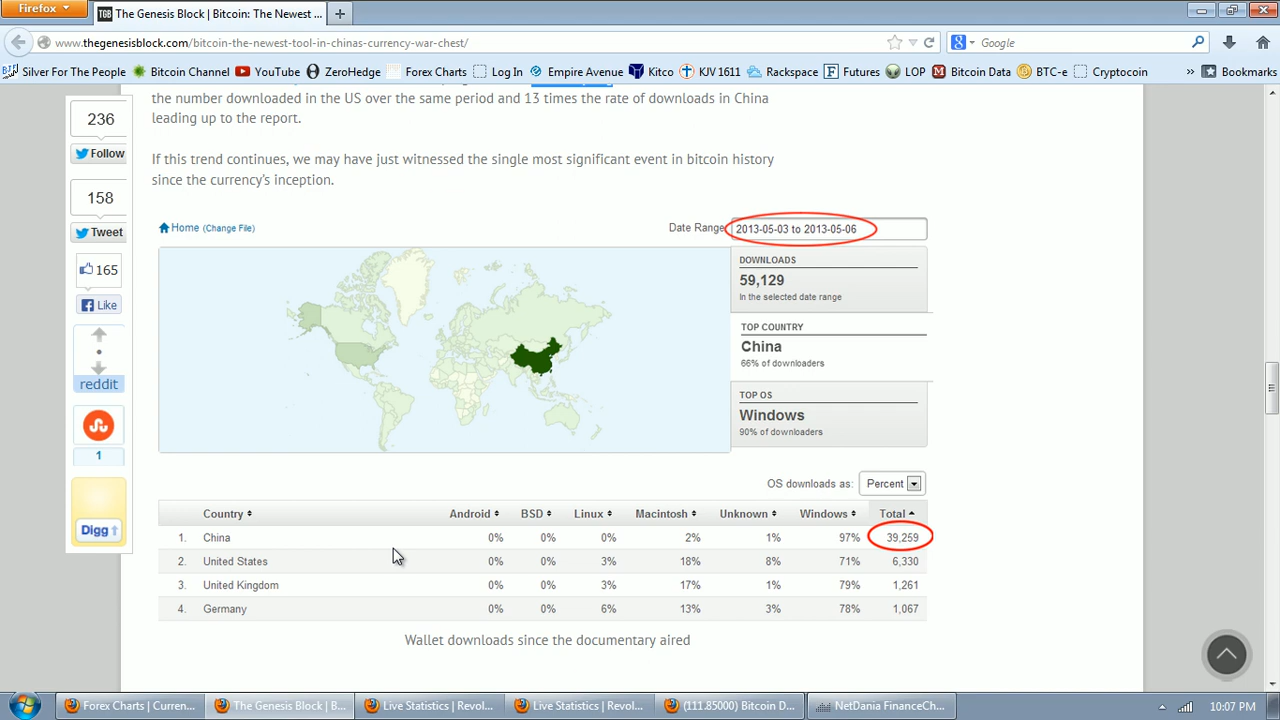 Firefox
The Genesis Block | Bitcoin: The Newest ...
www.thegenesisblock.com/bitcoin-the-newest-tool-in-chinas-currency-war-chest/
Google
Silver For The People Bitcoin Channel YouTube ZeroHedge Forex Charts Log In Empire Avenue Kitco KJV 1611 Rackspace Futures LOP Bitcoin Data BTC-e Cryptocoin » Bookmarks
the number downloaded in the US over the same period and 13 times the rate of downloads in China
leading up to the report.
If this trend continues, we may have just witnessed the single most significant event in bitcoin history
since the currency's inception.
236
Follow
158
Tweet
165
Like
reddit
1
Digg
Home (Change File)
Date Range 2013-05-03 to 2013-05-06
DOWNLOADS
59,129
In the selected date range
TOP COUNTRY
China
66% of downloaders
TOP OS
Windows
90% of downloaders
OS downloads as: Percent
Country Android BSD Linux Macintosh Unknown Windows Total
1. China 0% 0% 0% 2% 1% 97% 39,259
2. United States 0% 0% 3% 18% 8% 71% 6,330
3. United Kingdom 0% 0% 3% 17% 1% 79% 1,261
4. Germany 0% 0% 6% 13% 3% 78% 1,067
Wallet downloads since the documentary aired
Forex Charts | Curren... The Genesis Block | B... Live Statistics | Revol... Live Statistics | Revol... (111.85000) Bitcoin D... NetDania FinanceCh... 10:07 PM